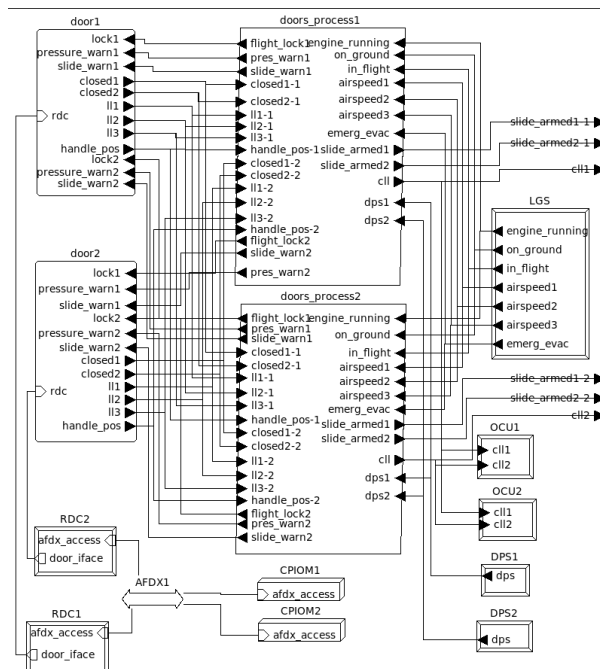 door1
lock1
pressure_warn1
slide_warn1
closed1
closed2
ll1
rdc
ll2
ll3
handle_pos
lock2
pressure_warn2
slide_warn2
doors_process1
flight_lock1
pres_warn1
slide_warn1
closed1-1
closed2-1
ll1-1
ll2-1
ll3-1
handle_pos-1
closed1-2
closed2-2
ll1-2
ll2-2
ll3-2
handle_pos-2
flight_lock2
slide_warn2
pres_warn2
engine_running
on_ground
in_flight
airspeed1
airspeed2
airspeed3
emerg_evac
slide_armed1
slide_armed2
cll
dps1
dps2
slide_armed1-1
slide_armed2-1
cll1
LGS
engine_running
on_ground
in_flight
airspeed1
airspeed2
airspeed3
emerg_evac
door2
lock1
pressure_warn1
slide_warn1
lock2
pressure_warn2
slide_warn2
closed1
closed2
ll1
rdc
ll2
ll3
handle_pos
doors_process2
flight_lock1
pres_warn1
slide_warn1
closed1-1
closed2-1
ll1-1
ll2-1
ll3-1
handle_pos-1
closed1-2
closed2-2
ll1-2
ll2-2
ll3-2
handle_pos-2
flight_lock2
pres_warn2
slide_warn2
engine_running
on_ground
in_flight
airspeed1
airspeed2
airspeed3
emerg_evac
slide_armed1
slide_armed2
cll
dps1
dps2
slide_armed1-2
slide_armed2-2
cll2
OCU1
cll1
cll2
OCU2
cll1
cll2
RDC2
afdx_access
door_iface
AFDX1
RDC1
afdx_access
door_iface
CPIOM1
afdx_access
CPIOM2
afdx_access
DPS1
dps
DPS2
dps